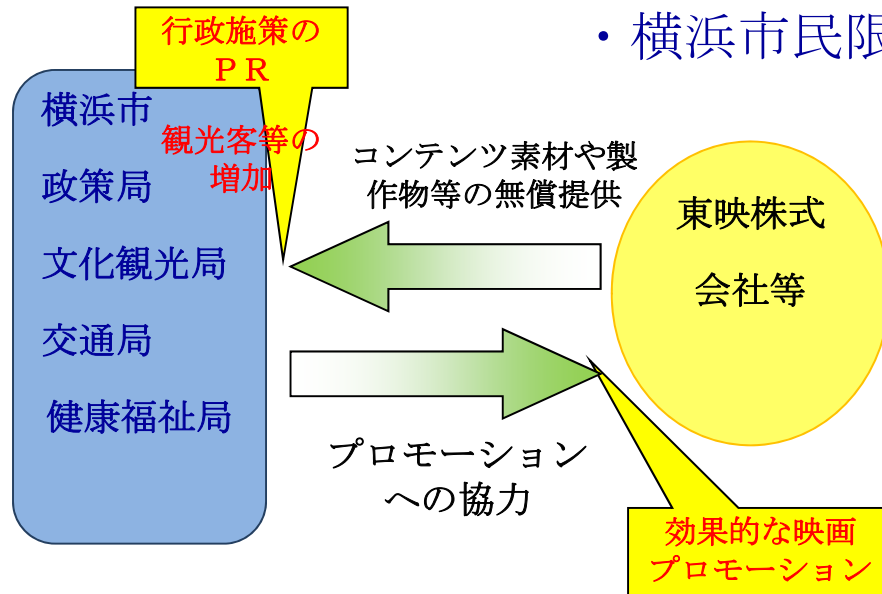 ・横浜市民限
行政施策の
ＰＲ
観光客等の
増加
横浜市
政策局
文化観光局
交通局
健康福祉局
コンテンツ素材や製
作物等の無償提供
東映株式
会社等
プロモーション
への協力
効果的な映画
プロモーション